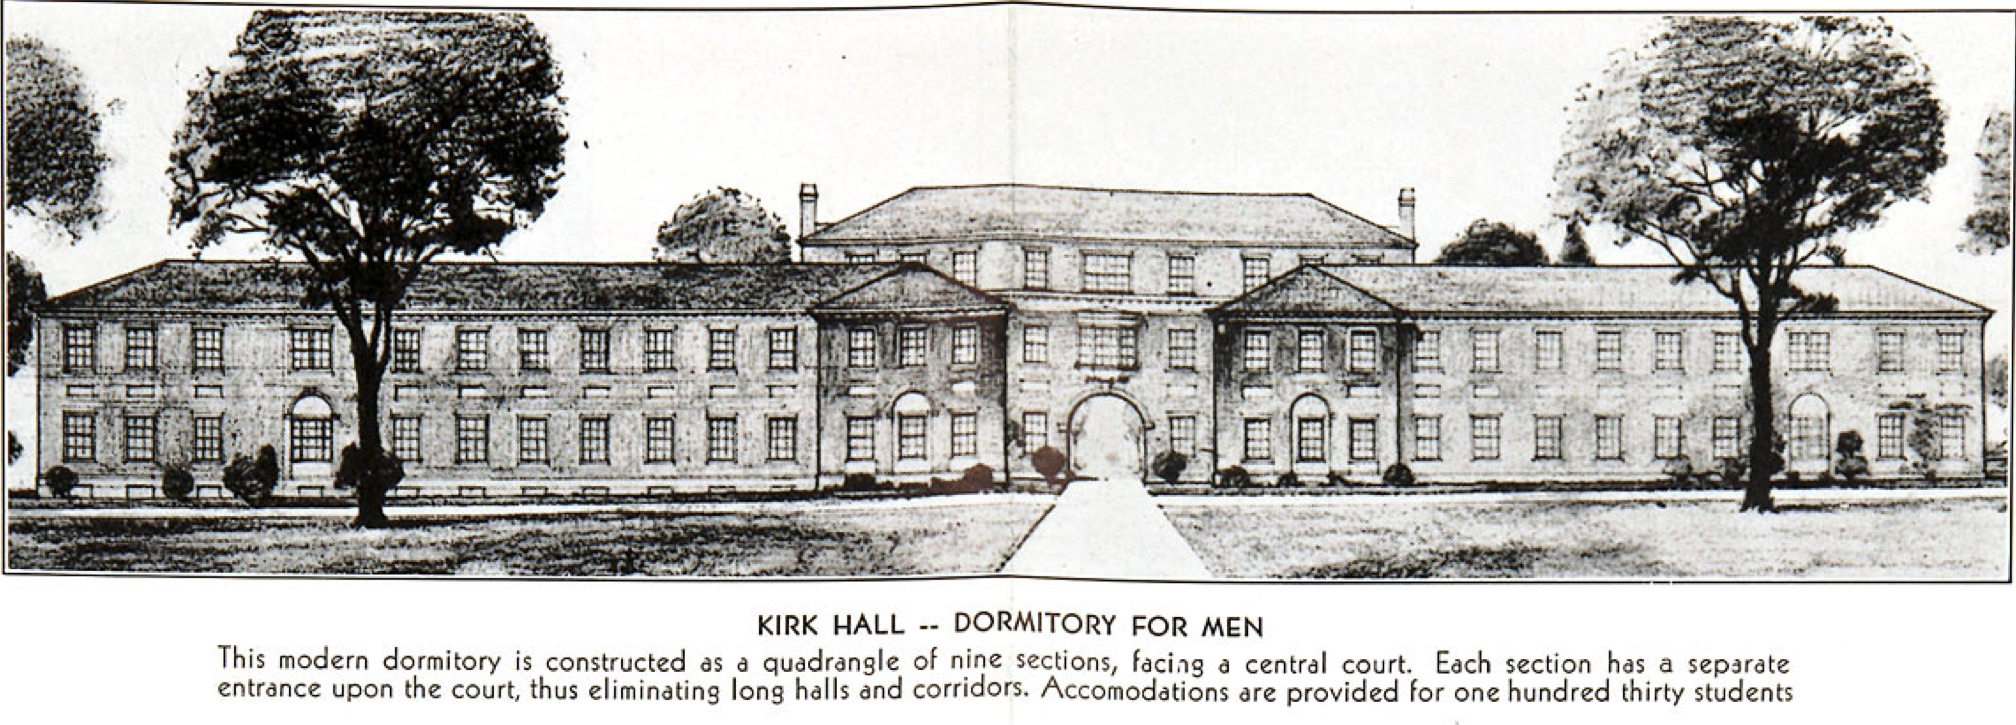 KIRK HALL -- DORMITORY FOR MEN
This modern dormitory is constructed as a quadrangle of nine sections, facing a central court. Each section has a separate
entrance upon the court, thus eliminating long halls and corridors. Accomodations are provided for one hundred thirty students